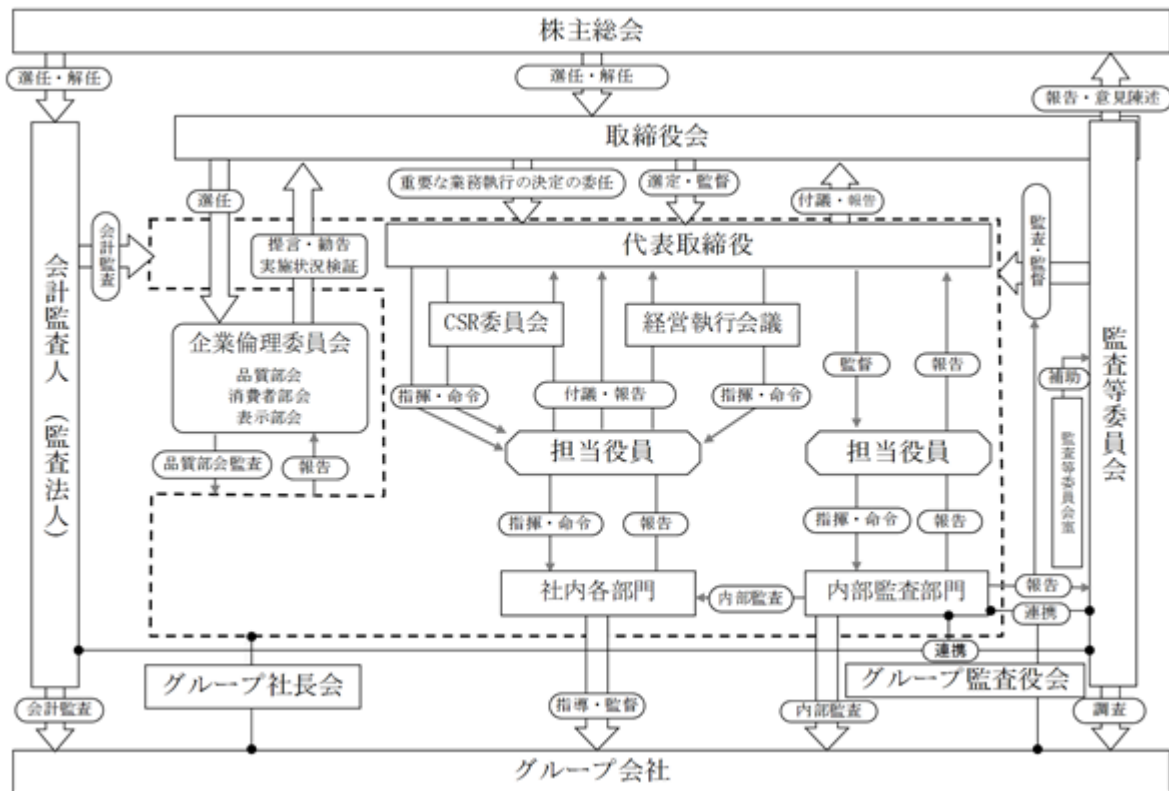 株主総会
選任・解任
選任・解任
報告・意見陳述
取締役会
選任
重要な業務執行の決定の委任
選定・監督
付議・報告
会計監査
提言・勧告
実施状況検証
代表取締役
監査・監督
会計監査人(監査法人)
CSR委員会
経営執行会議
監査等委員会
企業倫理委員会
品質部会
消費者部会
表示部会
監督
報告
補助
指揮・命令
付議・報告
指揮・命令
監査等委員会室
担当役員
担当役員
品質部会監査
報告
指揮・命令
報告
指揮・命令
報告
社内各部門
内部監査
内部監査部門
報告
連携
連携
グループ社長会
グループ監査役会
会計監査
指導・監督
内部監査
調査
グループ会社